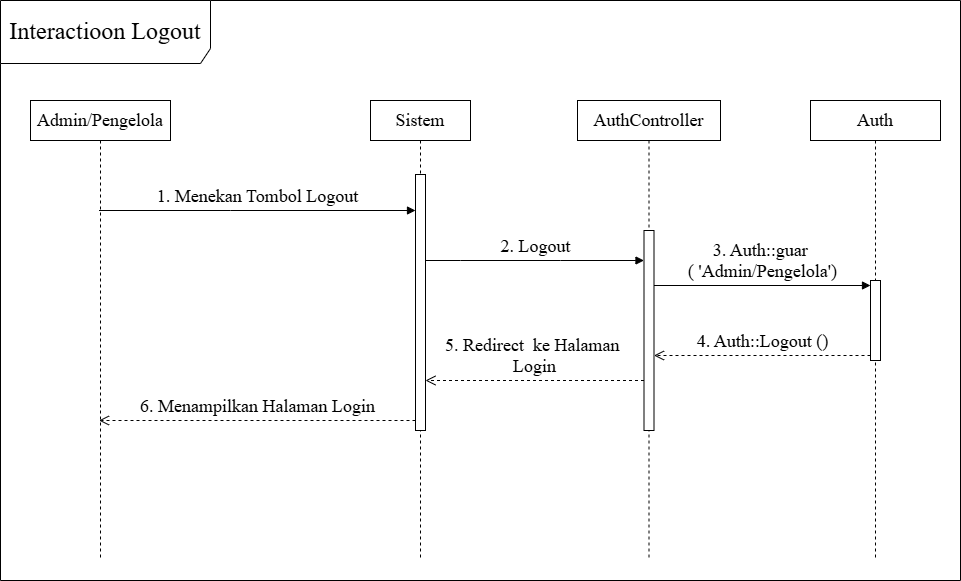 Interactioon Logout
Admin/Pengelola
Sistem
AuthController
Auth
1. Menekan Tombol Logout
2. Logout
3. Auth::guar
( 'Admin/Pengelola')
4. Auth::Logout ()
5. Redirect  ke Halaman
Login
6. Menampilkan Halaman Login